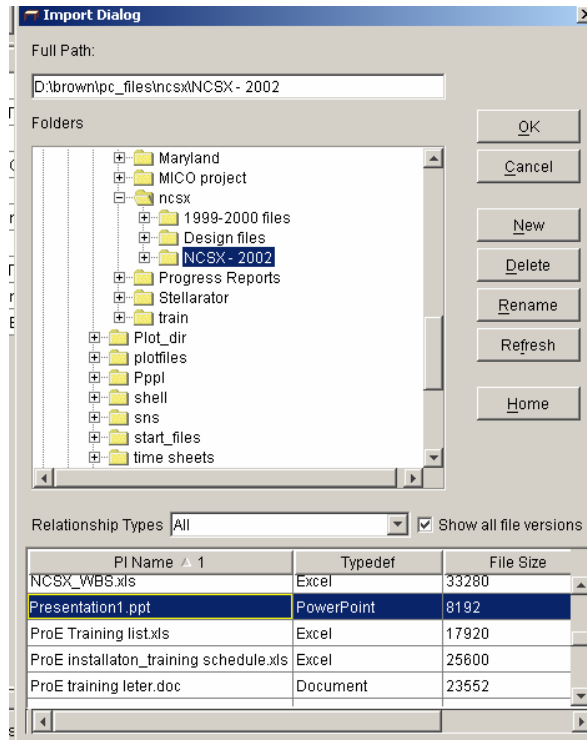 Import Dialog
Full Path:
D:\brown\pc_files\ncsx\NCSX - 2002
Folders
OK
Cancel
New
Delete
Rename
Refresh
Home
Maryland
MICO project
ncsx
1999-2000 files
Design files
NCSX - 2002
Progress Reports
Stellarator
train
Plot_dir
plotfiles
Pppl
shell
sns
start_files
time sheets
Relationship Types All Show all file versions
PI Name 1 Typedef File Size
NCSX_WBS.xls Excel 33280
Presentation1.ppt PowerPoint 8192
ProE Training list.xls Excel 17920
ProE installaton_training schedule.xls Excel 25600
ProE training leter.doc Document 23552